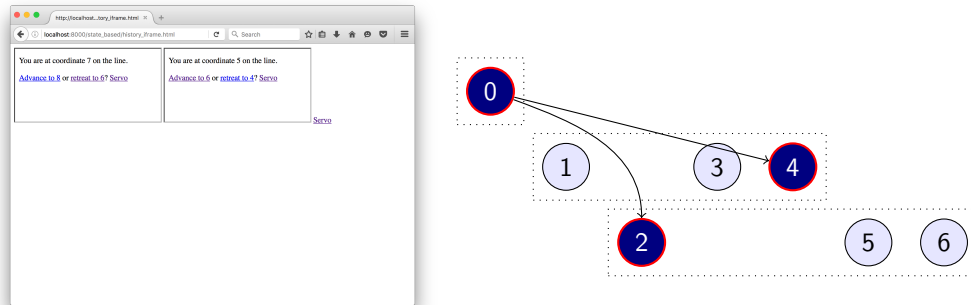 http://localhost...tory_iframe.html × +
localhost:8000/state_based/history_iframe.html C Search
You are at coordinate 7 on the line.
Advance to 8 or retreat to 6? Servo
You are at coordinate 5 on the line.
Advance to 6 or retreat to 4? Servo
Servo
0
1 3 4
2 5 6